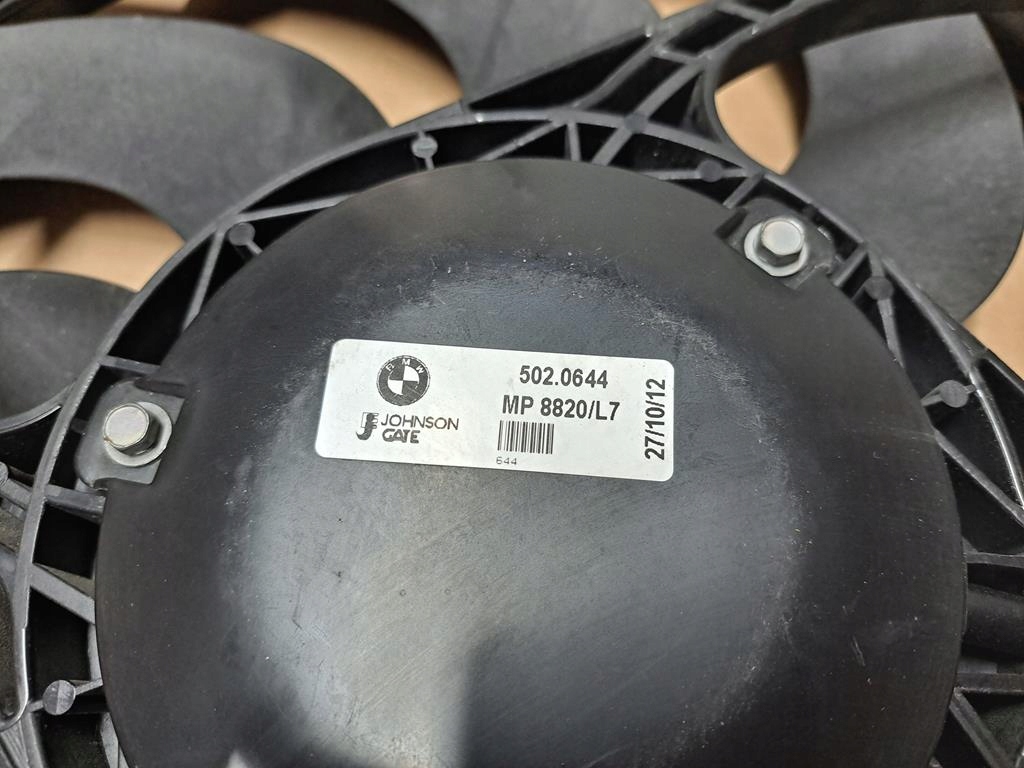 BMW
JOHNSON
GATE
502.0644
MP 8820/L7
644
27/10/12